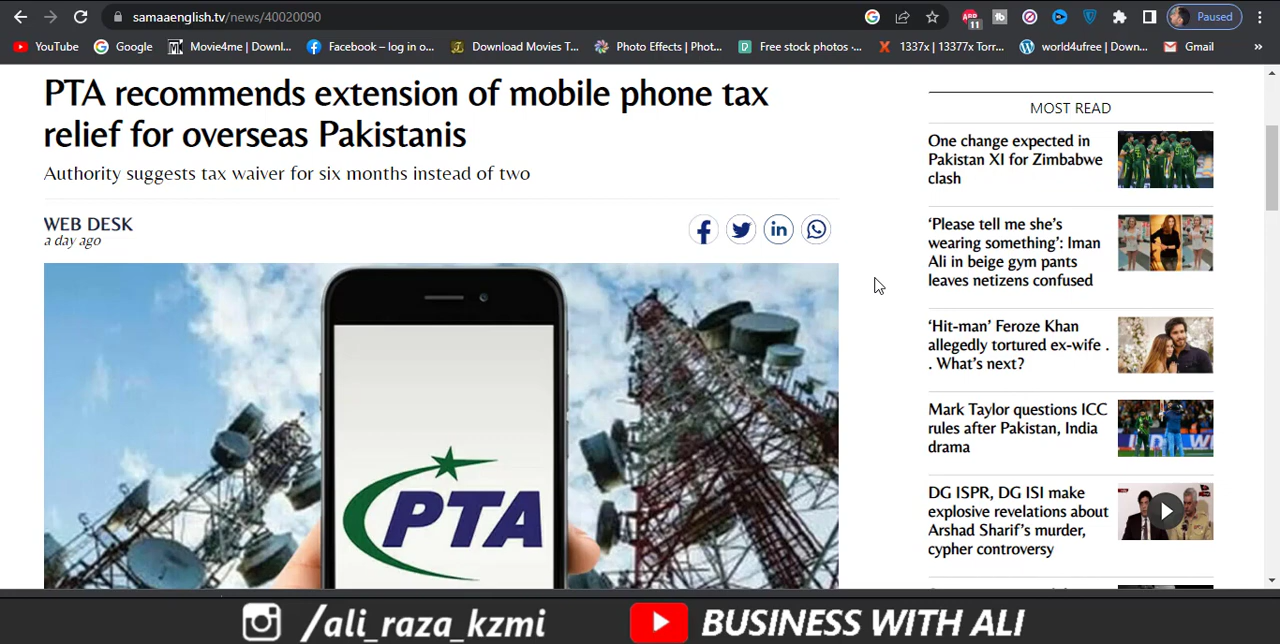 samaaenglish.tv/news/40020090
11
Paused
YouTube
Google
Movie4me | Downl...
Facebook – log in o...
Download Movies T...
Photo Effects | Phot...
Free stock photos -...
1337x | 13377x Torr...
world4ufree | Down...
Gmail
»
PTA recommends extension of mobile phone tax
relief for overseas Pakistanis
Authority suggests tax waiver for six months instead of two
WEB DESK
a day ago
PTA
MOST READ
One change expected in
Pakistan XI for Zimbabwe
clash
‘Please tell me she’s
wearing something’: Iman
Ali in beige gym pants
leaves netizens confused
‘Hit-man’ Feroze Khan
allegedly tortured ex-wife .
. What’s next?
Mark Taylor questions ICC
rules after Pakistan, India
drama
DG ISPR, DG ISI make
explosive revelations about
Arshad Sharif’s murder,
cypher controversy
/ali_raza_kzmi
BUSINESS WITH ALI